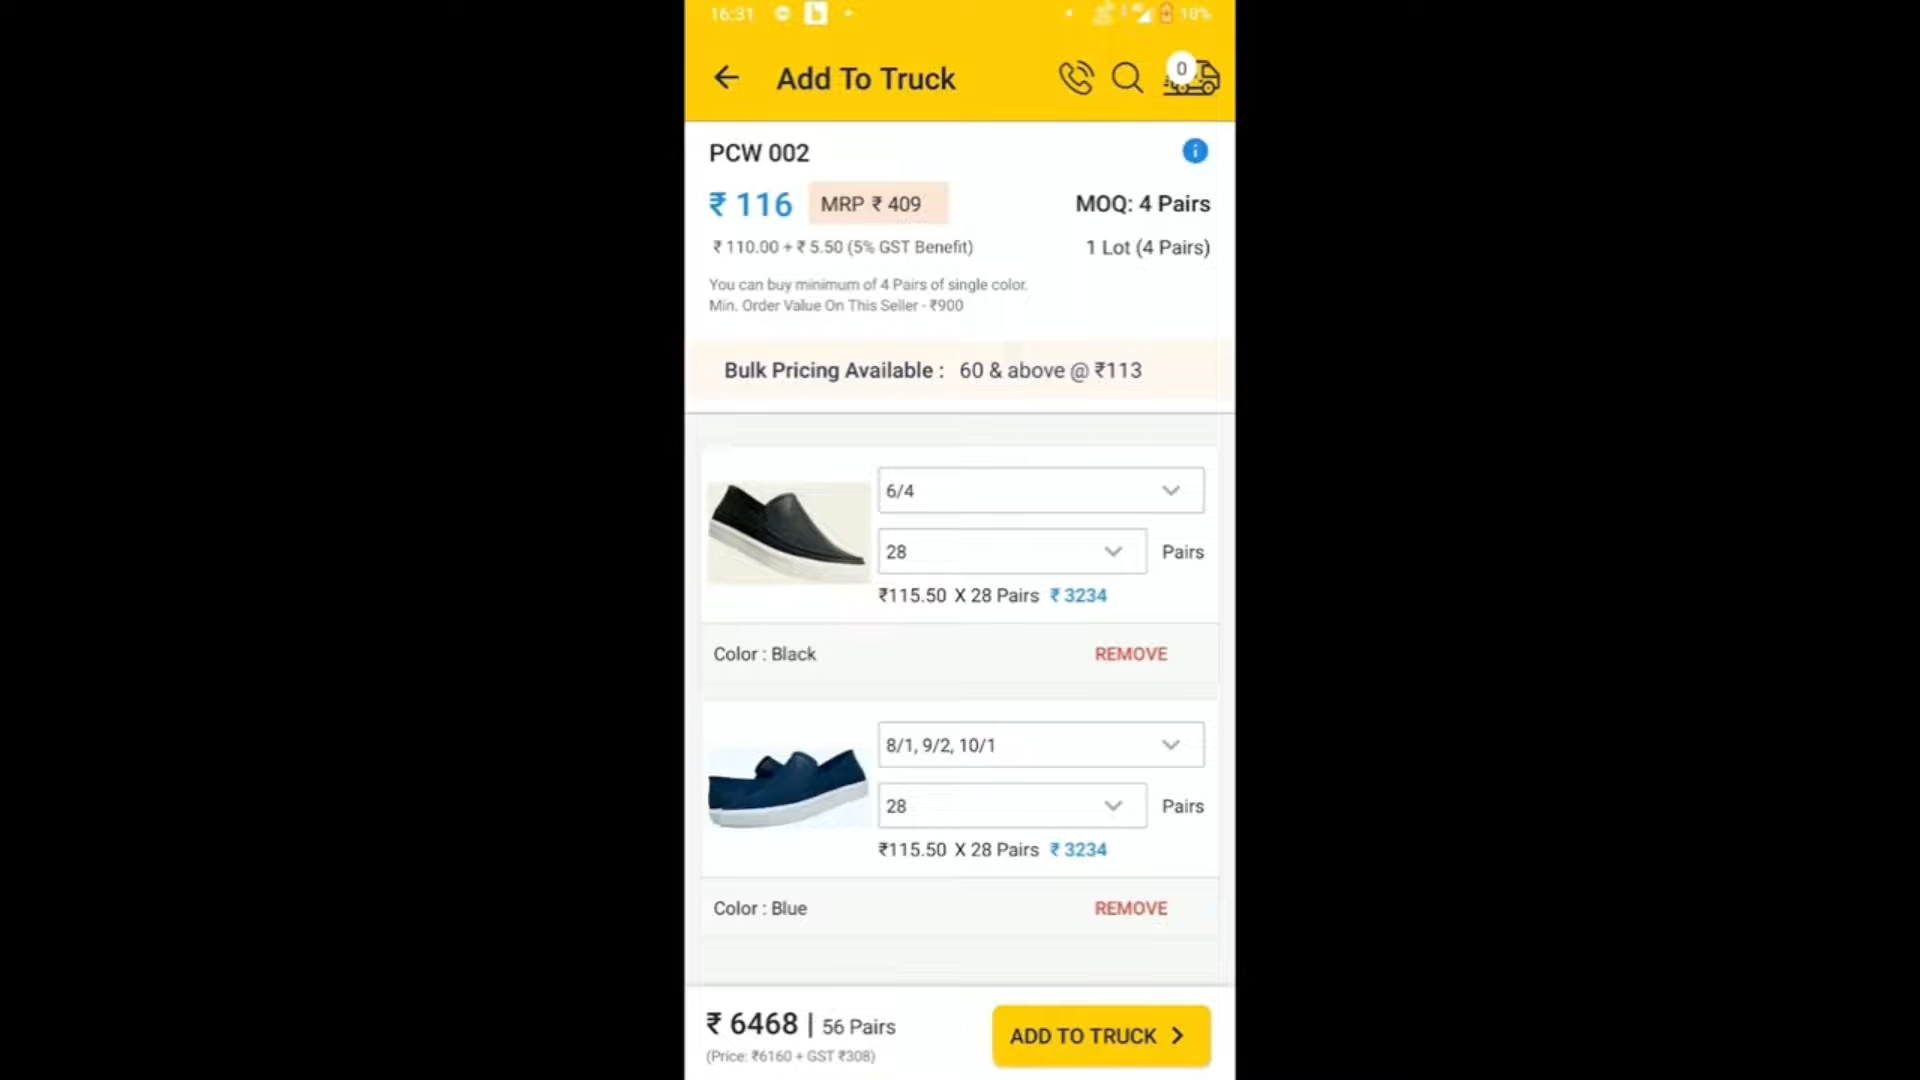 16:31 10%
Add To Truck 0
PCW 002
₹ 116 MRP ₹ 409 MOQ: 4 Pairs
₹ 110.00 + ₹ 5.50 (5% GST Benefit) 1 Lot (4 Pairs)
You can buy minimum of 4 Pairs of single color.
Min. Order Value On This Seller - ₹900
Bulk Pricing Available : 60 & above @ ₹113
6/4
28 Pairs
₹115.50 X 28 Pairs ₹ 3234
Color : Black REMOVE
8/1, 9/2, 10/1
28 Pairs
₹115.50 X 28 Pairs ₹ 3234
Color : Blue REMOVE
₹ 6468 | 56 Pairs ADD TO TRUCK
(Price: ₹6160 + GST ₹308)